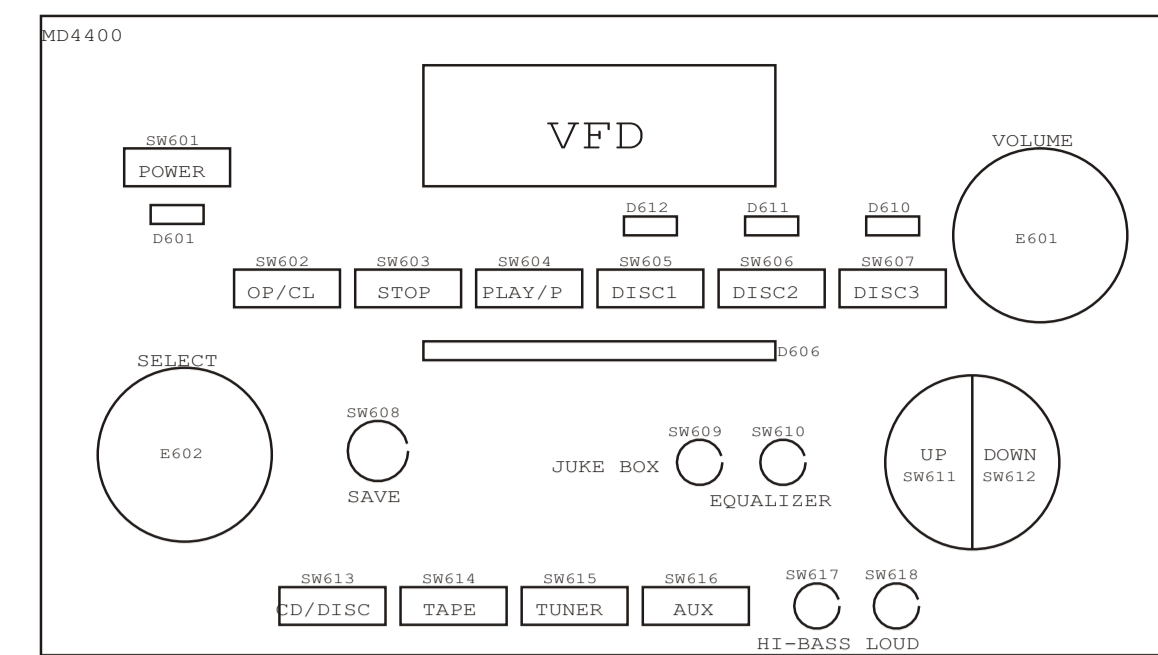 MD4400
VFD
SW601
POWER
D601
VOLUME
E601
D612 D611 D610
SW602 SW603 SW604 SW605 SW606 SW607
OP/CL STOP PLAY/P DISC1 DISC2 DISC3
D606
SELECT
E602
SW608
SAVE
SW609 SW610
JUKE BOX
EQUALIZER
UP DOWN
SW611 SW612
SW613 SW614 SW615 SW616 SW617 SW618
CD/DISC TAPE TUNER AUX
HI-BASS LOUD